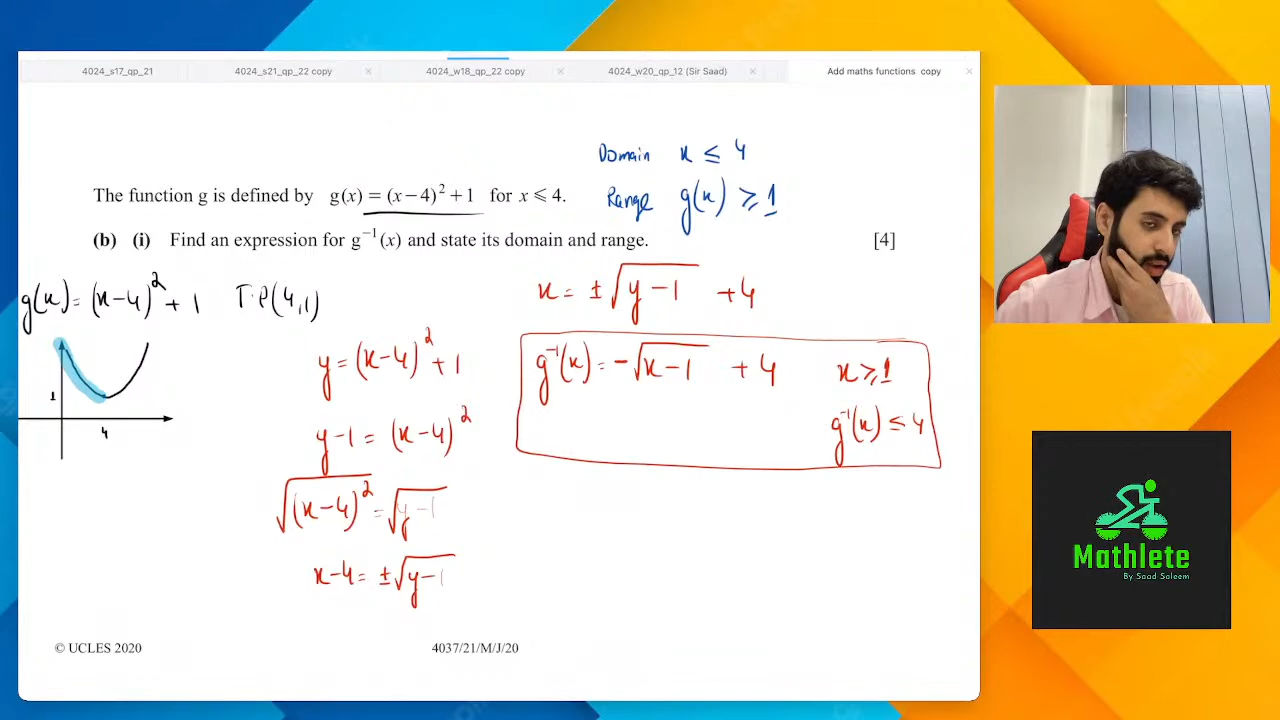 4024_s17_qp_21
4024_s21_qp_22 copy
4024_w18_qp_22 copy
4024_w20_qp_12 (Sir Saad)
Add maths functions copy
Domain x ≤ 4
The function g is defined by g(x) = (x−4)² + 1 for x ⩽ 4.
Range g(x) ≥ 1
(b) (i) Find an expression for g⁻¹(x) and state its domain and range. [4]
g(x) = (x−4)² + 1 T.P(4,1)
1
4
y = (x−4)² + 1
y−1 = (x−4)²
√(x−4)² = √y−1
x−4 = ±√y−1
x = ±√y−1 +4
g⁻¹(x) = −√x−1 +4 x ≥ 1
g⁻¹(x) ≤ 4
© UCLES 2020
4037/21/M/J/20
Mathlete
By Saad Saleem